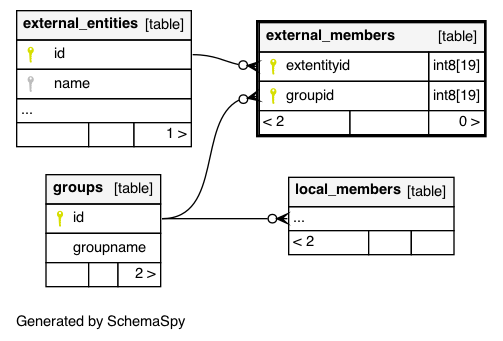 external_entities [table]
id
name
...
1 >
external_members [table]
extentityid int8[19]
groupid int8[19]
< 2 0 >
groups [table]
id
groupname
2 >
local_members [table]
...
< 2
Generated by SchemaSpy